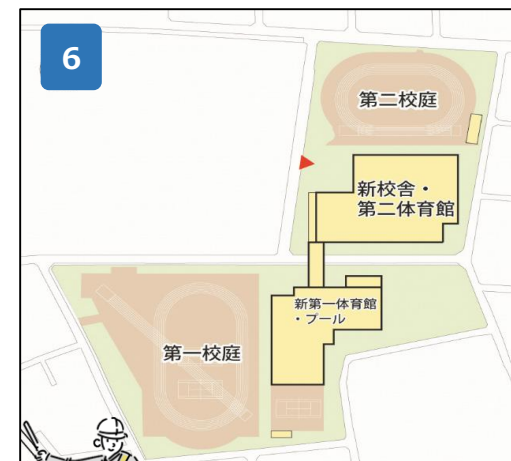 6
第二校庭
新校舎・
第二体育館
新第一体育館
・プール
第一校庭